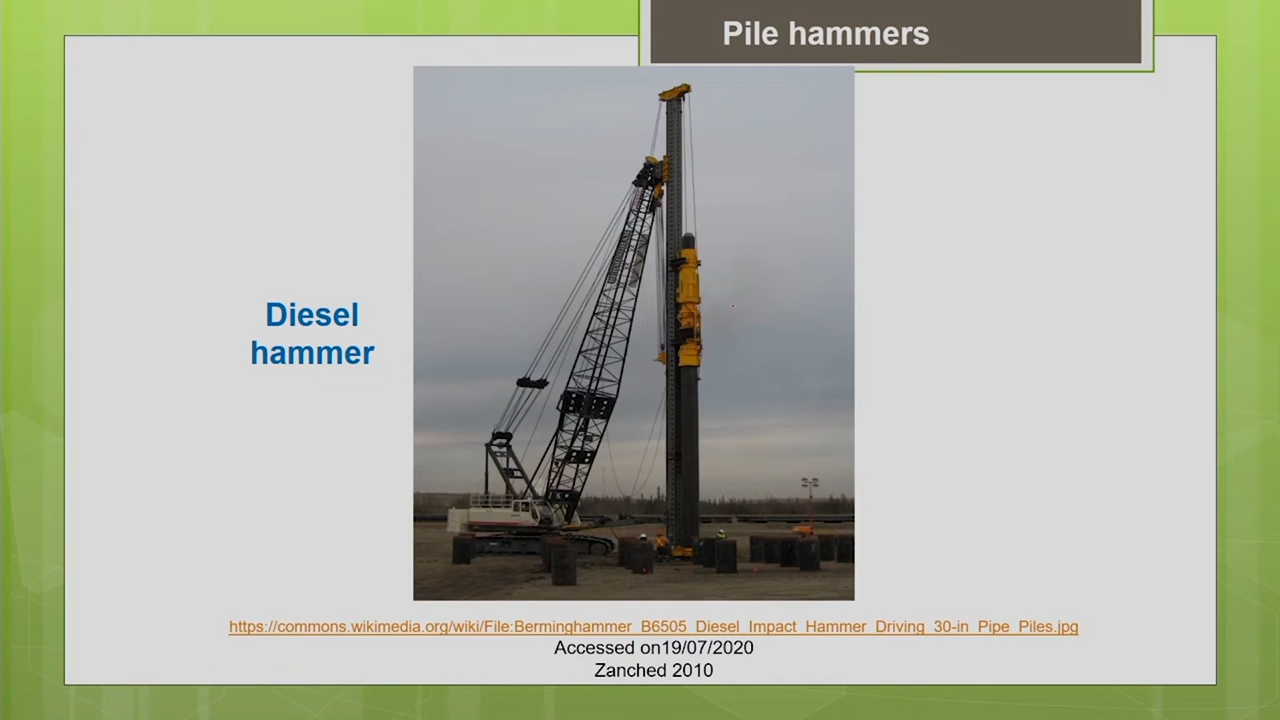 Pile hammers
Diesel
hammer
https://commons.wikimedia.org/wiki/File:Berminghammer_B6505_Diesel_Impact_Hammer_Driving_30-in_Pipe_Piles.jpg
Accessed on19/07/2020
Zanched 2010